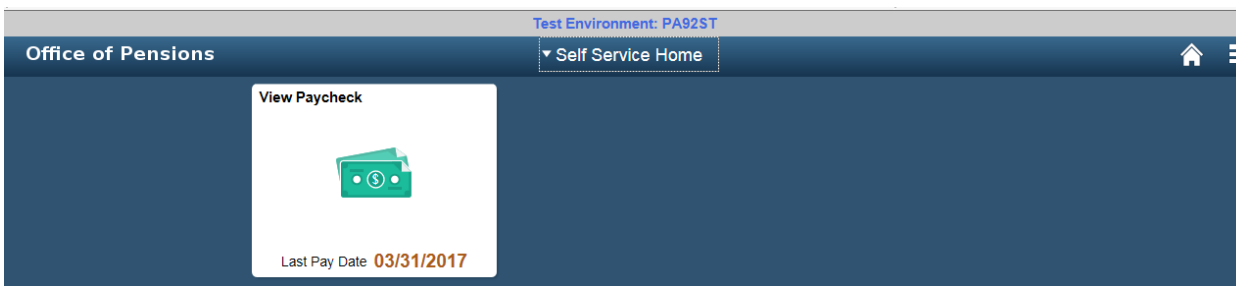 Test Environment: PA92ST
Office of Pensions
▾ Self Service Home
View Paycheck
$
Last Pay Date 03/31/2017